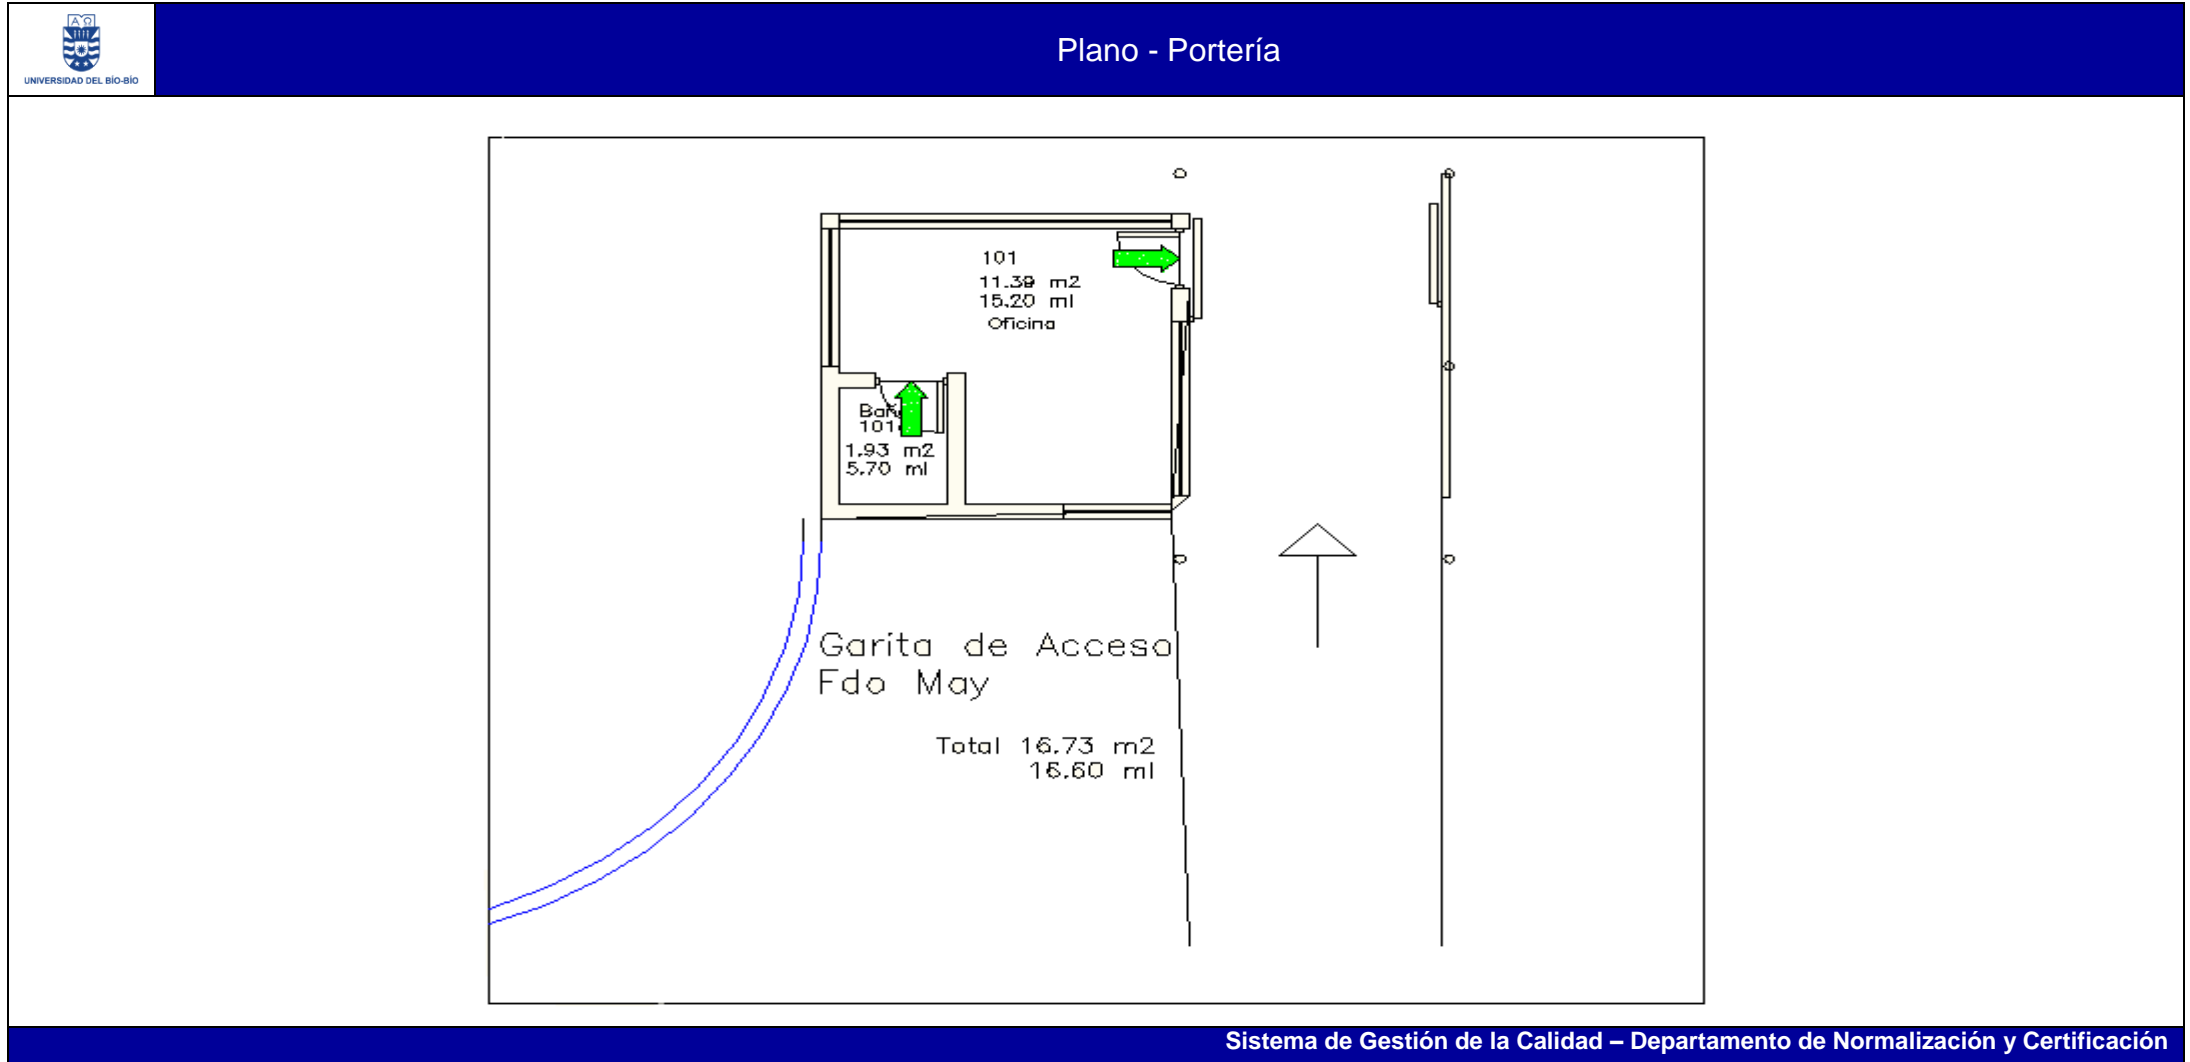 ΑΩ
UNIVERSIDAD DEL BÍO-BÍO
Plano - Portería
101
11.39 m2
15.20 ml
Oficina
1.93 m2
5.70 ml
Garita de Acceso
Fdo May
Total 16.73 m2
16.60 ml
Sistema de Gestión de la Calidad – Departamento de Normalización y Certificación